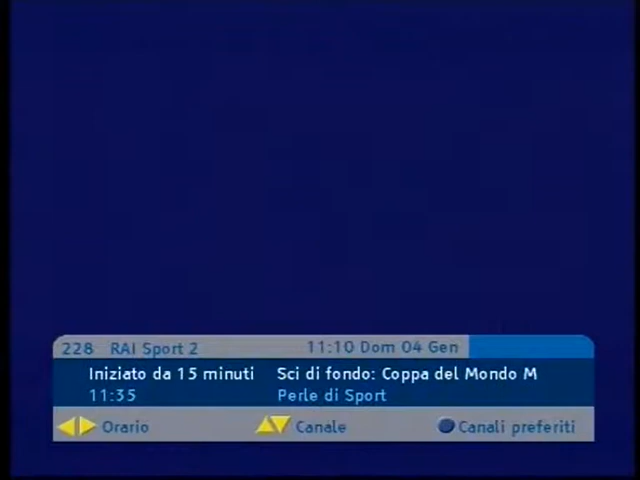 228 RAI Sport 2 11:10 Dom 04 Gen
Iniziato da 15 minuti Sci di fondo: Coppa del Mondo M
11:35 Perle di Sport
Orario Canale Canali preferiti